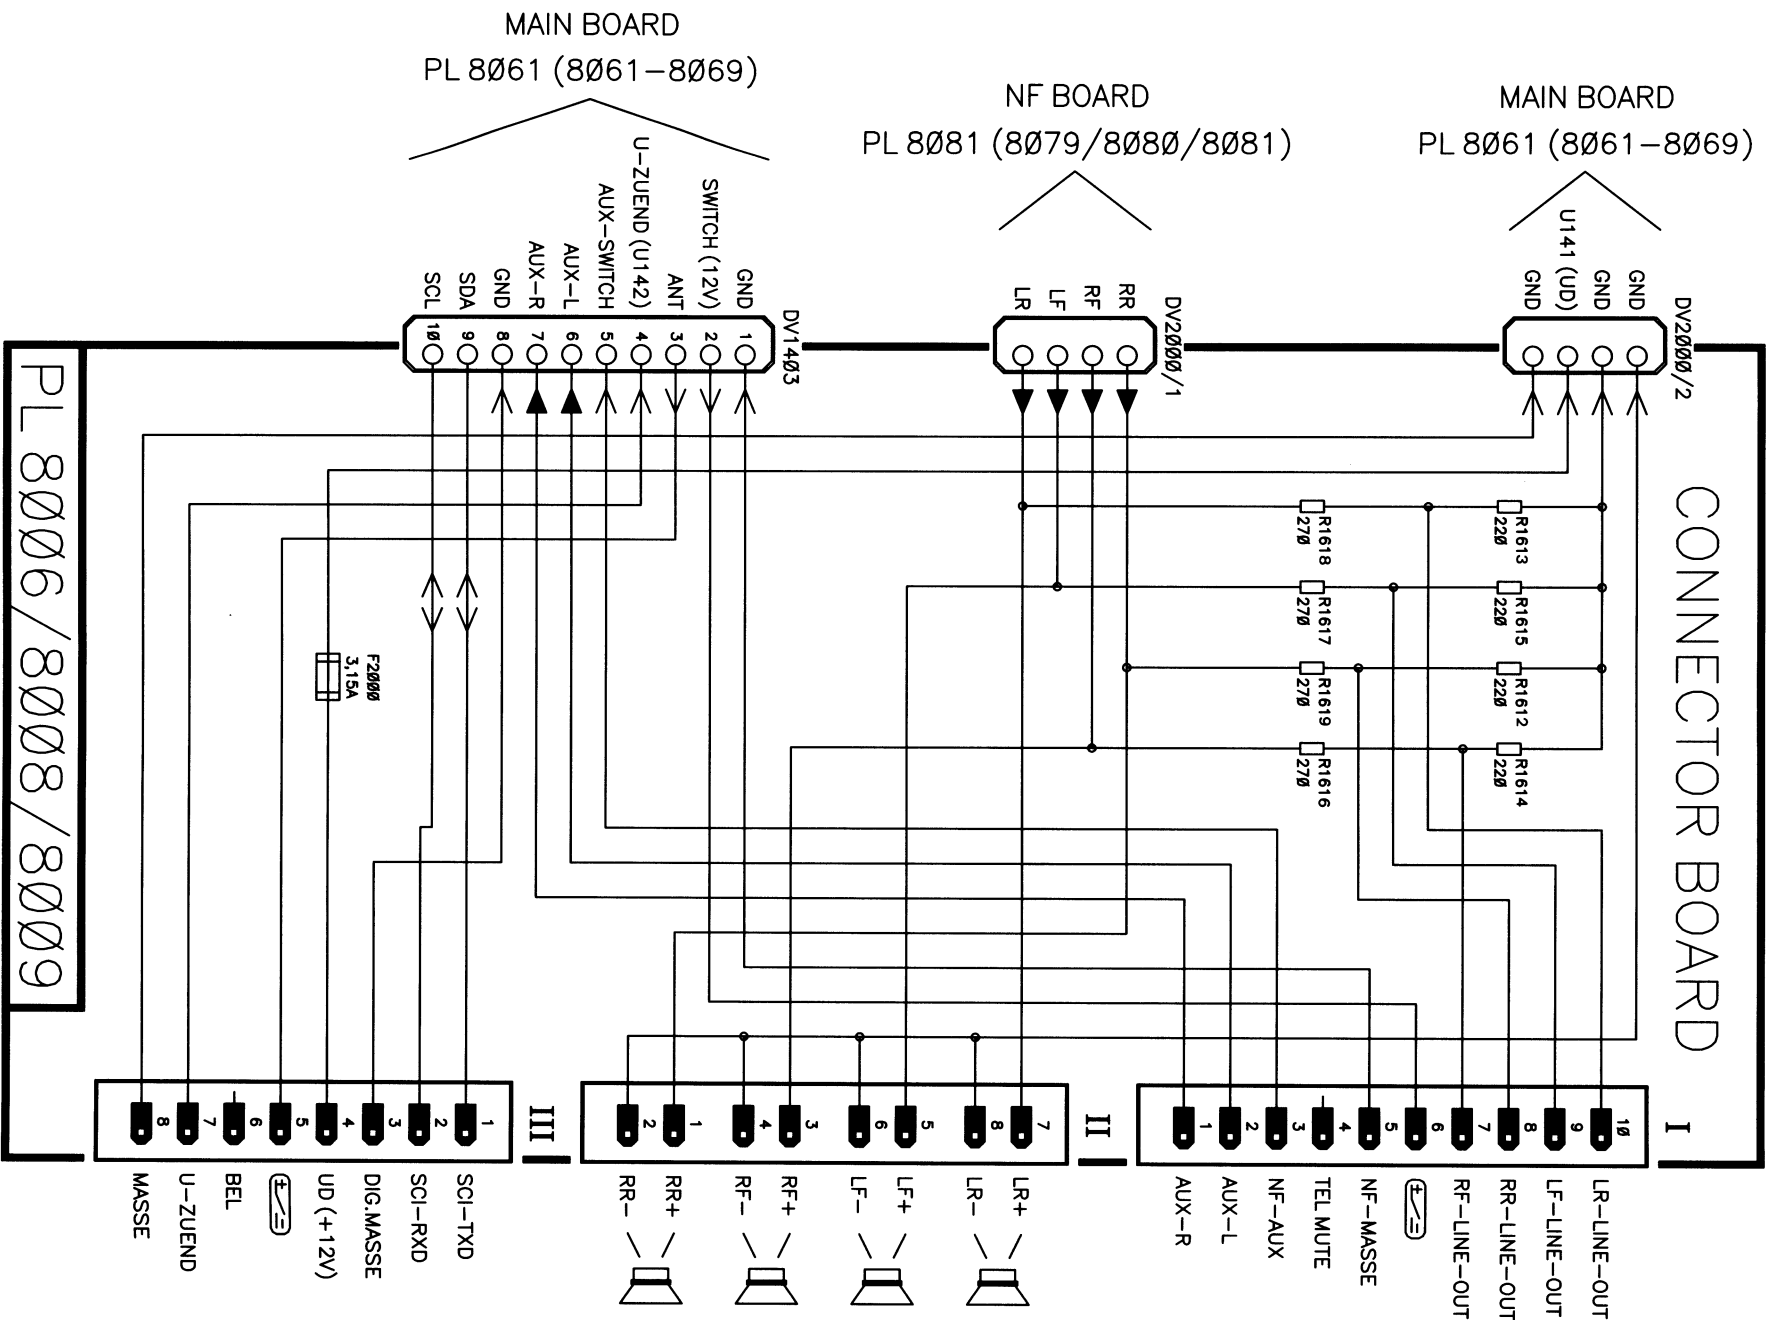 MAIN BOARD
PL 8Ø61 (8Ø61-8Ø69)
NF BOARD
PL 8Ø81 (8Ø79/8Ø8Ø/8Ø81)
MAIN BOARD
PL 8Ø61 (8Ø61-8Ø69)
SCL
SDA
GND
AUX-R
AUX-L
AUX-SWITCH
U-ZUEND (U142)
ANT
SWITCH (12V)
GND
DV14Ø3
1Ø
9
8
7
6
5
4
3
2
1
LR
LF
RF
RR
DV2ØØØ/1
GND
U141 (UD)
GND
GND
DV2ØØØ/2
PL 8ØØ6/8ØØ8/8ØØ9
CONNECTOR BOARD
R1618
27Ø
R1613
22Ø
R1617
27Ø
R1615
22Ø
R1619
27Ø
R1612
22Ø
R1616
27Ø
R1614
22Ø
F2ØØØ
3,15A
8
7
6
5
4
3
2
1
III
2
1
4
3
6
5
8
7
II
1
2
3
4
5
6
7
8
9
1Ø
I
MASSE
U-ZUEND
BEL
±/=
UD (+12V)
DIG.MASSE
SCI-RXD
SCI-TXD
RR-
RR+
RF-
RF+
LF-
LF+
LR-
LR+
AUX-R
AUX-L
NF-AUX
TEL MUTE
NF-MASSE
±/=
RF-LINE-OUT
RR-LINE-OUT
LF-LINE-OUT
LR-LINE-OUT